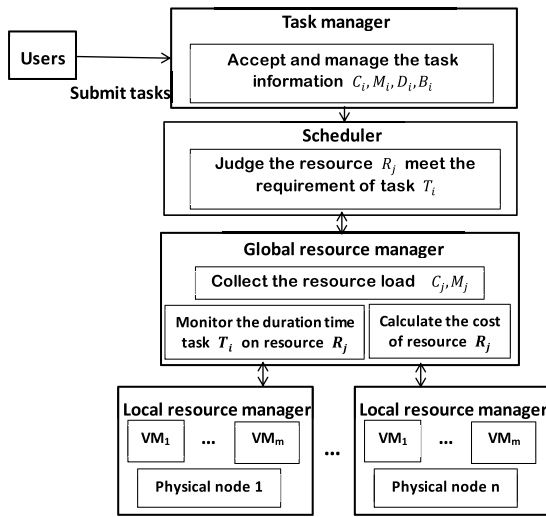 Task manager
Users
Accept and manage the task
information C_i, M_i, D_i, B_i
Submit tasks
Scheduler
Judge the resource R_j meet the
requirement of task T_i
Global resource manager
Collect the resource load C_j, M_j
Monitor the duration time
task T_i on resource R_j
Calculate the cost
of resource R_j
Local resource manager
VM_1 ... VM_m
Physical node 1
...
Local resource manager
VM_1 ... VM_m
Physical node n